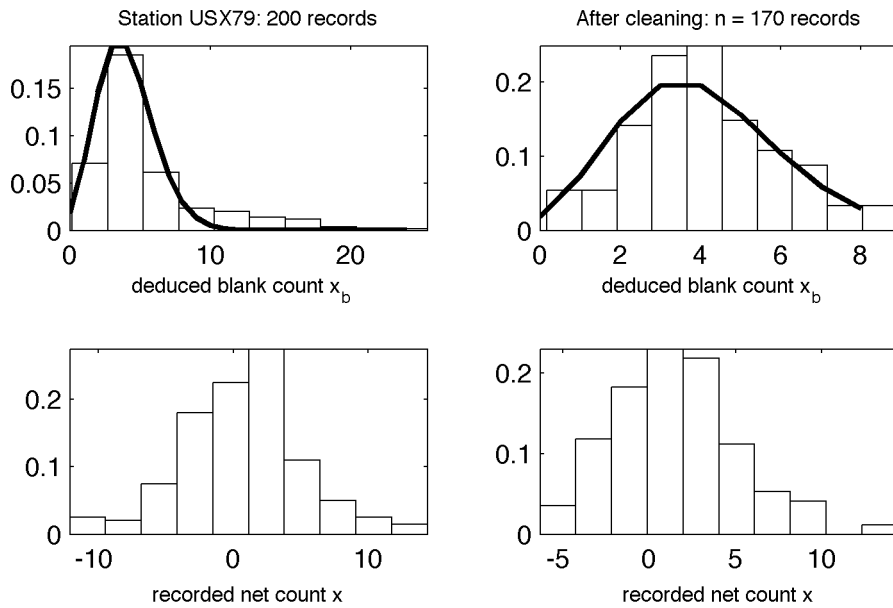 Station USX79: 200 records
0.15
0.1
0.05
0
0 10 20
deduced blank count x_b
After cleaning: n = 170 records
0.2
0.1
0
0 2 4 6 8
deduced blank count x_b
0.2
0.1
0
-10 0 10
recorded net count x
0.2
0.1
0
-5 0 5 10
recorded net count x